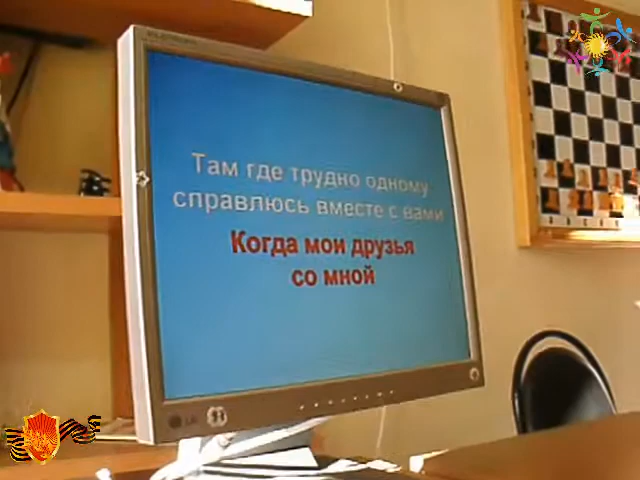 Там где трудно одному
справлюсь вместе с вами
Когда мои друзья
со мной
LG